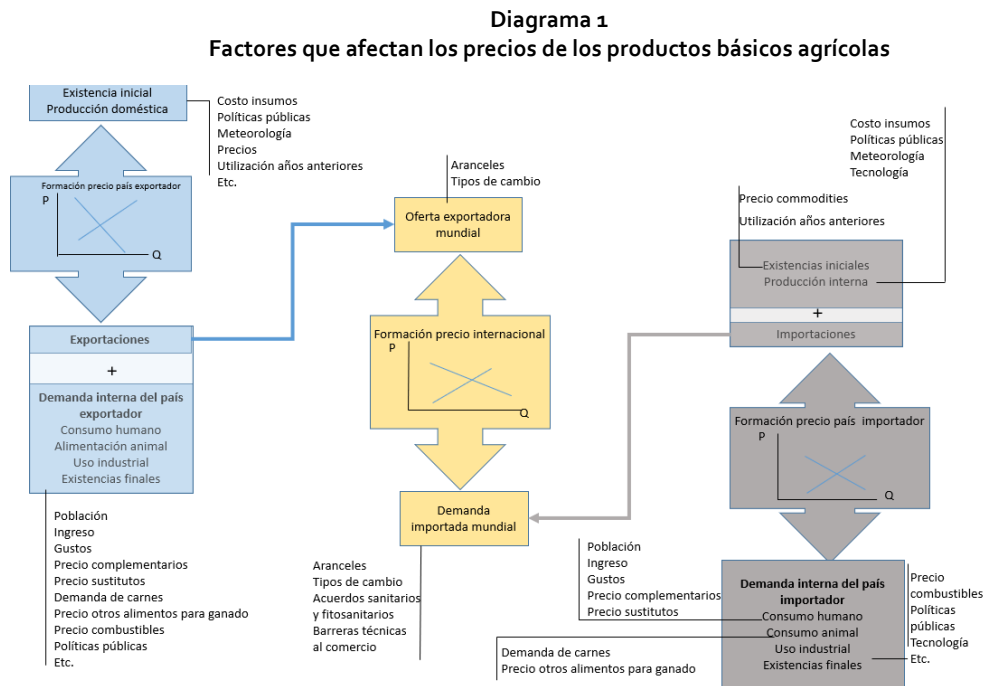 Diagrama 1
Factores que afectan los precios de los productos básicos agrícolas
Existencia inicial
Producción doméstica
Costo insumos
Políticas públicas
Meteorología
Precios
Utilización años anteriores
Etc.
Formación precio país exportador
P
Q
Exportaciones
+
Demanda interna del país
exportador
Consumo humano
Alimentación animal
Uso industrial
Existencias finales
Población
Ingreso
Gustos
Precio complementarios
Precio sustitutos
Demanda de carnes
Precio otros alimentos para ganado
Precio combustibles
Políticas públicas
Etc.
Aranceles
Tipos de cambio
Oferta exportadora
mundial
Formación precio internacional
P
Q
Demanda
importada mundial
Aranceles
Tipos de cambio
Acuerdos sanitarios
y fitosanitarios
Barreras técnicas
al comercio
Costo insumos
Políticas públicas
Meteorología
Tecnología
Precio commodities
Utilización años anteriores
Existencias iniciales
Producción interna
+
Importaciones
Formación precio país importador
P
Q
Demanda interna del país
importador
Consumo humano
Consumo animal
Uso industrial
Existencias finales
Población
Ingreso
Gustos
Precio complementarios
Precio sustitutos
Demanda de carnes
Precio otros alimentos para ganado
Precio
combustibles
Políticas
públicas
Tecnología
Etc.